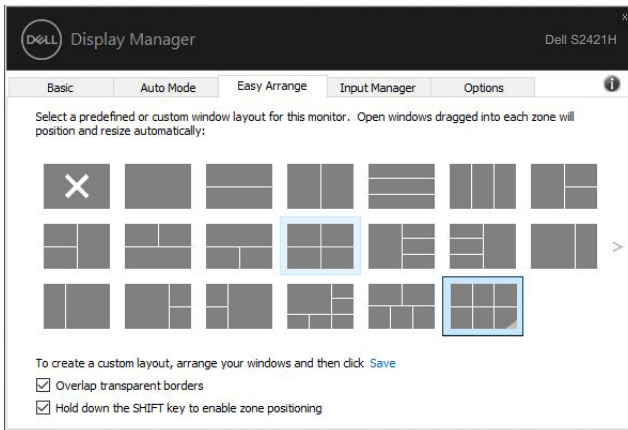 x
DELL Display Manager
Dell S2421H
Basic Auto Mode Easy Arrange Input Manager Options
Select a predefined or custom window layout for this monitor. Open windows dragged into each zone will
position and resize automatically:
To create a custom layout, arrange your windows and then click Save
Overlap transparent borders
Hold down the SHIFT key to enable zone positioning